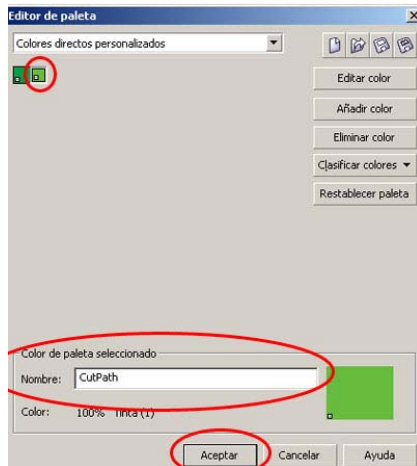 Editor de paleta
Colores directos personalizados
Editar color
Añadir color
Eliminar color
Clasificar colores
Restablecer paleta
Color de paleta seleccionado
Nombre: CutPath
Color: 100% Tinta (1)
Aceptar Cancelar Ayuda